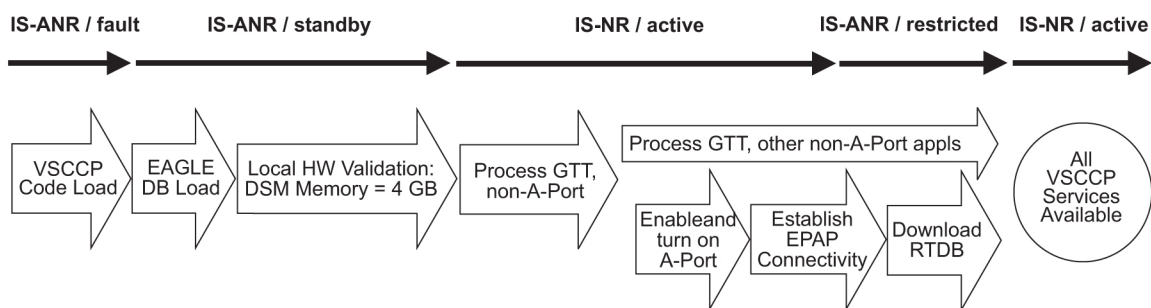 IS-ANR / fault
IS-ANR / standby
IS-NR / active
IS-ANR / restricted
IS-NR / active
VSCCP
Code Load
EAGLE
DB Load
Local HW Validation:
DSM Memory = 4 GB
Process GTT,
non-A-Port
Process GTT, other non-A-Port appls
Enableand
turn on
A-Port
Establish
EPAP
Connectivity
Download
RTDB
All
VSCCP
Services
Available